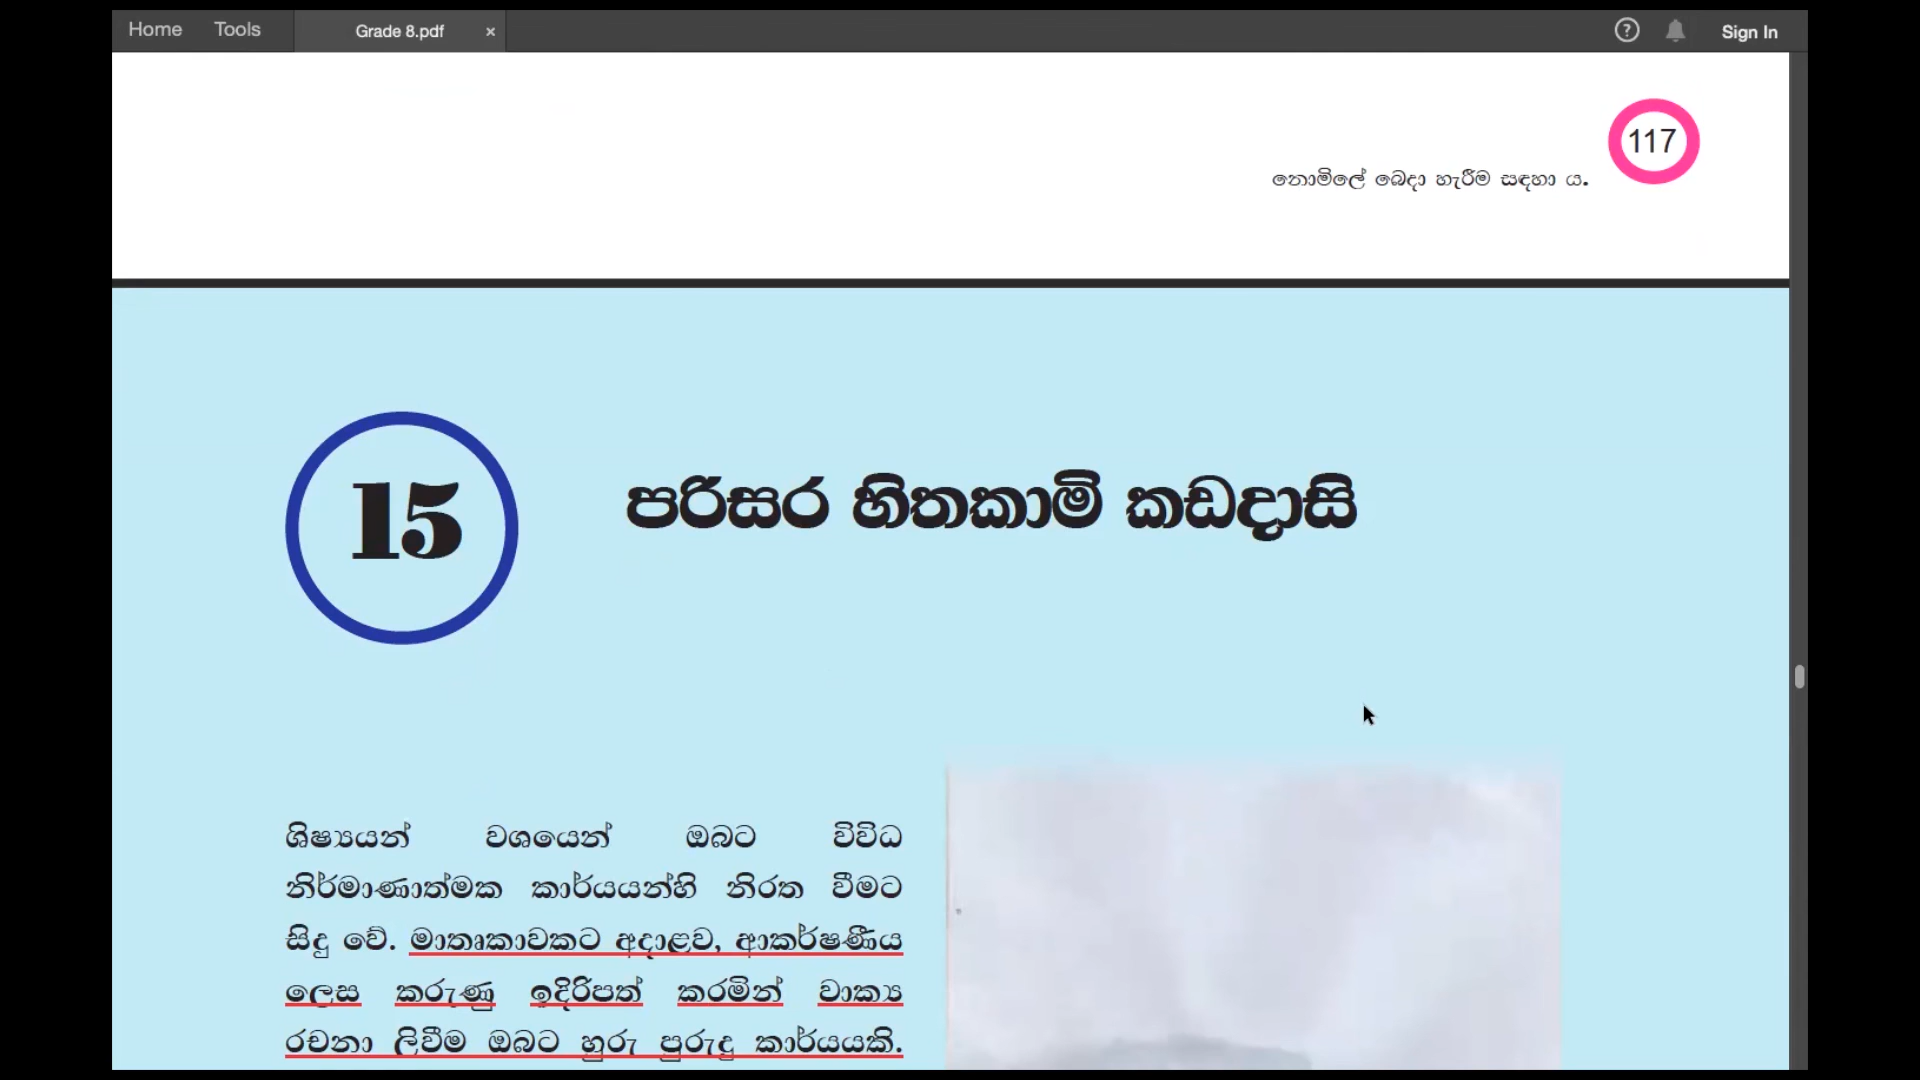 Home Tools Grade 8.pdf × ? Sign In
117
නොමිලේ බෙදා හැරීම සඳහා ය.
15
පරිසර හිතකාමී කඩදාසි
ශිෂ්‍යයන් වශයෙන් ඔබට විවිධ
නිර්මාණාත්මක කාර්යයන්හි නිරත වීමට
සිදු වේ. මාතෘකාවකට අදාළව, ආකර්ෂණීය
ලෙස කරුණු ඉදිරිපත් කරමින් වාක්‍ය
රචනා ලිවීම ඔබට හුරු පුරුදු කාර්යයකි.